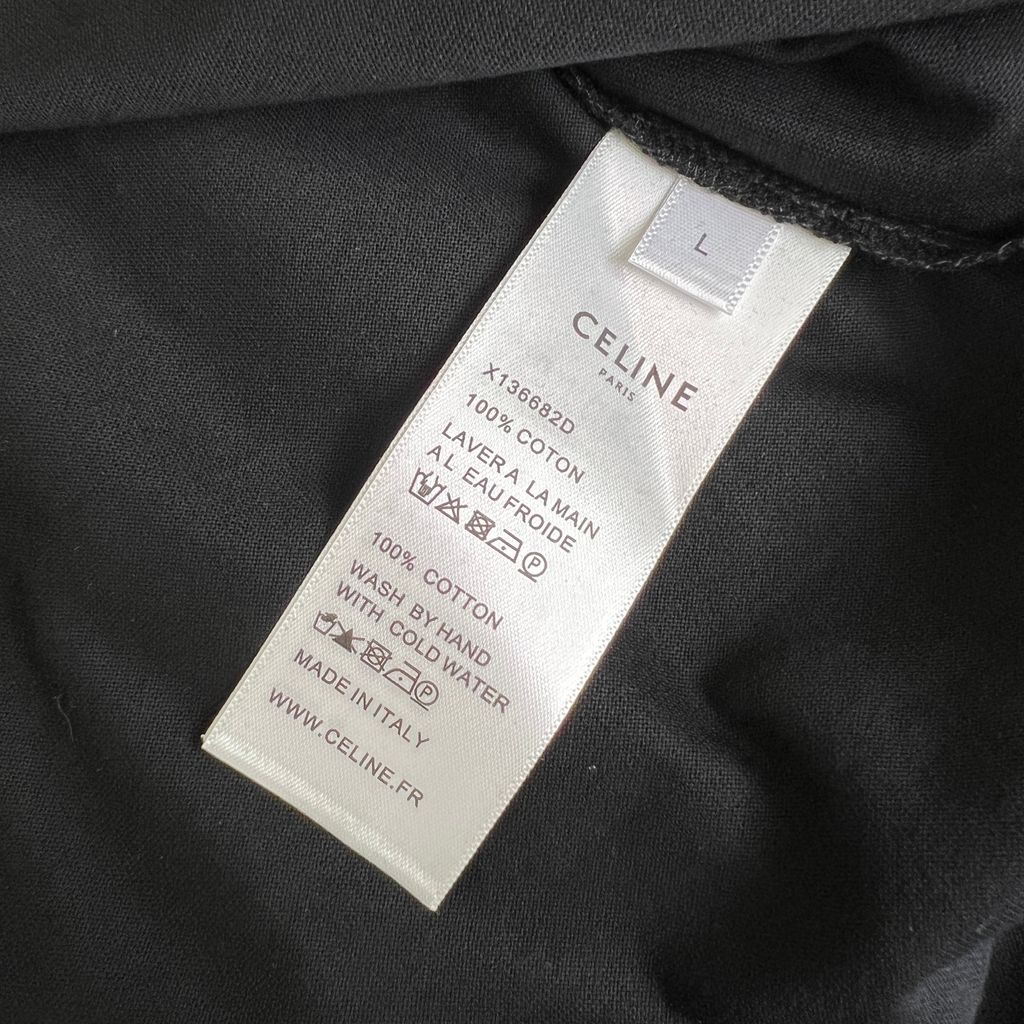 L
CELINE
PARIS
X136682D
100% COTON
LAVER A LA MAIN
A L EAU FROIDE
P
100% COTTON
WASH BY HAND
WITH COLD WATER
P
MADE IN ITALY
WWW.CELINE.FR